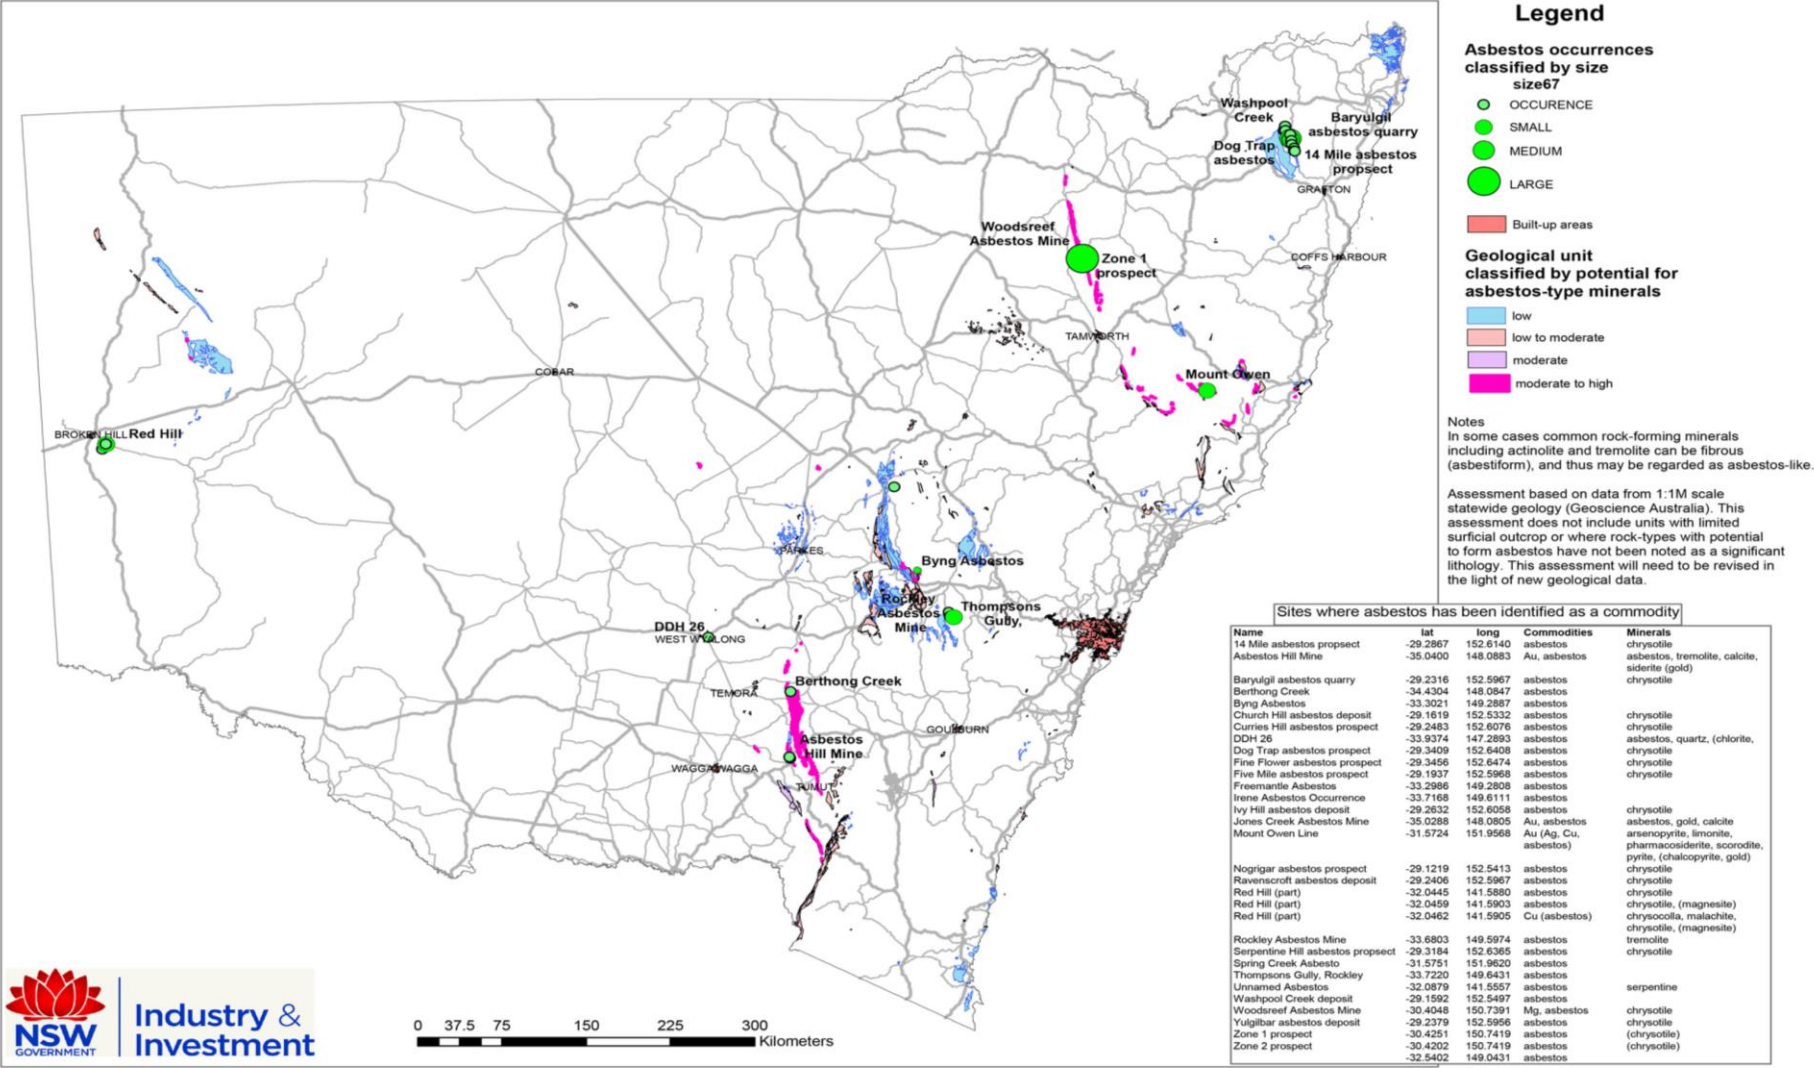 Legend
Asbestos occurrences
classified by size
size67
OCCURENCE
SMALL
MEDIUM
LARGE
Built-up areas
Geological unit
classified by potential for
asbestos-type minerals
low
low to moderate
moderate
moderate to high
Notes
In some cases common rock-forming minerals
including actinolite and tremolite can be fibrous
(asbestiform), and thus may be regarded as asbestos-like.
Assessment based on data from 1:1M scale
statewide geology (Geoscience Australia). This
assessment does not include units with limited
surficial outcrop or where rock-types with potential
to form asbestos have not been noted as a significant
lithology. This assessment will need to be revised in
the light of new geological data.
Washpool
Creek
Baryulgil
asbestos quarry
Dog Trap
asbestos
14 Mile asbestos
propsect
GRAFTON
Woodsreef
Asbestos Mine
Zone 1
prospect
COFFS HARBOUR
TAMWORTH
Mount Owen
COBAR
BROKEN HILL
Red Hill
PARKES
Byng Asbestos
Rockley
Asbestos
Mine
Thompsons
Gully,
DDH 26
WEST WYALONG
Berthong Creek
TEMORA
Asbestos
Hill Mine
GOULBURN
WAGGA WAGGA
TUMUT
Sites where asbestos has been identified as a commodity
Name lat long Commodities Minerals
14 Mile asbestos propsect -29.2867 152.6140 asbestos chrysotile
Asbestos Hill Mine -35.0400 148.0883 Au, asbestos asbestos, tremolite, calcite,
siderite (gold)
Baryulgil asbestos quarry -29.2316 152.5967 asbestos chrysotile
Berthong Creek -34.4304 148.0847 asbestos
Byng Asbestos -33.3021 149.2887 asbestos
Church Hill asbestos deposit -29.1619 152.5332 asbestos chrysotile
Curries Hill asbestos prospect -29.2483 152.6076 asbestos chrysotile
DDH 26 -33.9374 147.2893 asbestos asbestos, quartz, (chlorite,
Dog Trap asbestos prospect -29.3409 152.6408 asbestos chrysotile
Fine Flower asbestos prospect -29.3456 152.6474 asbestos chrysotile
Five Mile asbestos prospect -29.1937 152.5968 asbestos chrysotile
Freemantle Asbestos -33.2986 149.2808 asbestos
Irene Asbestos Occurrence -33.7168 149.6111 asbestos
Ivy Hill asbestos deposit -29.2632 152.6058 asbestos chrysotile
Jones Creek Asbestos Mine -35.0288 148.0805 Au, asbestos asbestos, gold, calcite
Mount Owen Line -31.5724 151.9568 Au (Ag, Cu, arsenopyrite, limonite,
asbestos) pharmacosiderite, scorodite,
pyrite, (chalcopyrite, gold)
Nogrigar asbestos prospect -29.1219 152.5413 asbestos chrysotile
Ravenscroft asbestos deposit -29.2406 152.5967 asbestos chrysotile
Red Hill (part) -32.0445 141.5880 asbestos chrysotile
Red Hill (part) -32.0459 141.5903 asbestos chrysotile, (magnesite)
Red Hill (part) -32.0462 141.5905 Cu (asbestos) chrysocolla, malachite,
chrysotile, (magnesite)
Rockley Asbestos Mine -33.6803 149.5974 asbestos tremolite
Serpentine Hill asbestos propsect -29.3184 152.6365 asbestos chrysotile
Spring Creek Asbesto -31.5751 151.9620 asbestos
Thompsons Gully, Rockley -33.7220 149.6431 asbestos
Unnamed Asbestos -32.0879 141.5557 asbestos serpentine
Washpool Creek deposit -29.1592 152.5497 asbestos
Woodsreef Asbestos Mine -30.4048 150.7391 Mg, asbestos chrysotile
Yulgilbar asbestos deposit -29.2379 152.5956 asbestos chrysotile
Zone 1 prospect -30.4251 150.7419 asbestos (chrysotile)
Zone 2 prospect -30.4202 150.7419 asbestos (chrysotile)
-32.5402 149.0431 asbestos
NSW
GOVERNMENT
Industry &
Investment
0 37.5 75 150 225 300
Kilometers